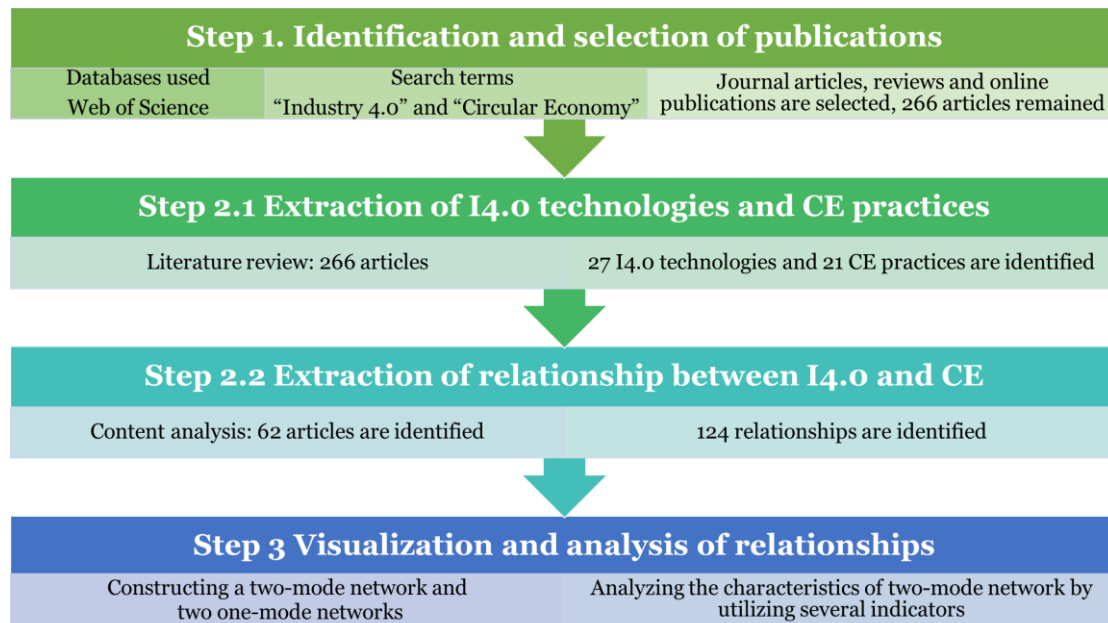 Step 1. Identification and selection of publications
Databases used
Web of Science
Search terms
“Industry 4.0” and “Circular Economy”
Journal articles, reviews and online
publications are selected, 266 articles remained
Step 2.1 Extraction of I4.0 technologies and CE practices
Literature review: 266 articles
27 I4.0 technologies and 21 CE practices are identified
Step 2.2 Extraction of relationship between I4.0 and CE
Content analysis: 62 articles are identified
124 relationships are identified
Step 3 Visualization and analysis of relationships
Constructing a two-mode network and
two one-mode networks
Analyzing the characteristics of two-mode network by
utilizing several indicators